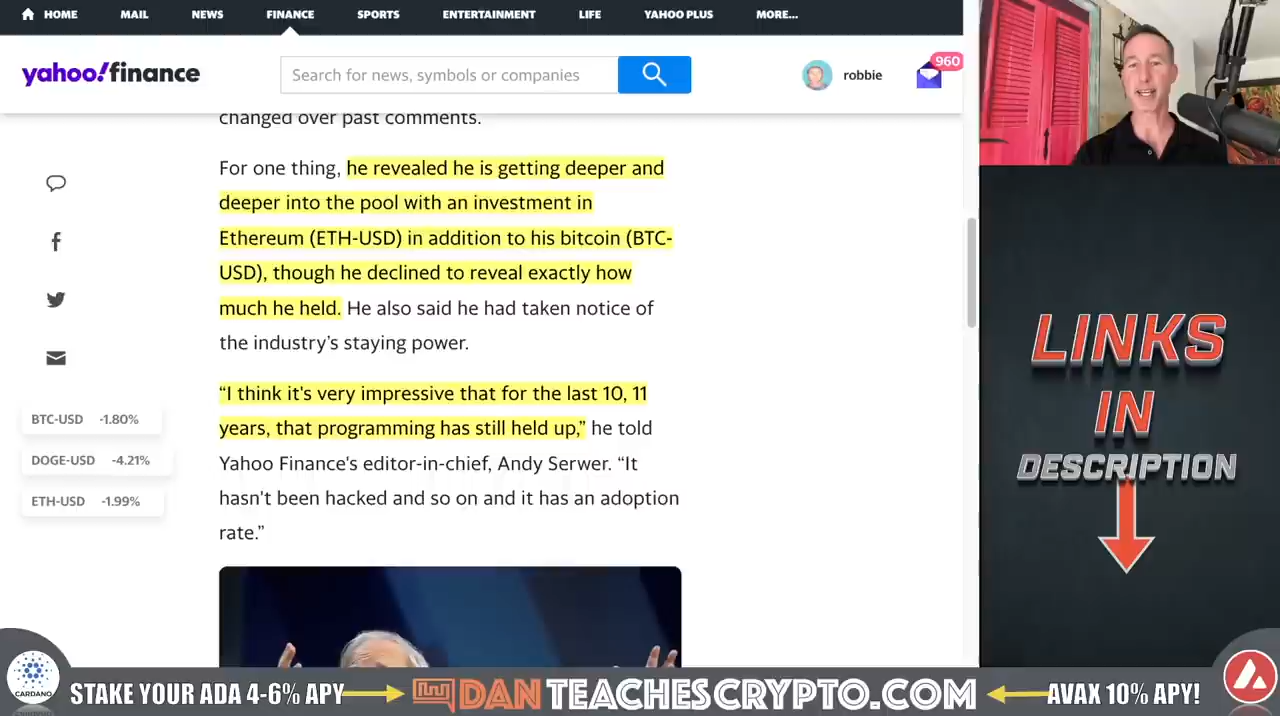 HOME MAIL NEWS FINANCE SPORTS ENTERTAINMENT LIFE YAHOO PLUS MORE...
yahoo!finance
Search for news, symbols or companies
robbie
960
changed over past comments.
For one thing, he revealed he is getting deeper and
deeper into the pool with an investment in
Ethereum (ETH-USD) in addition to his bitcoin (BTC-
USD), though he declined to reveal exactly how
much he held. He also said he had taken notice of
the industry’s staying power.
“I think it's very impressive that for the last 10, 11
years, that programming has still held up,” he told
Yahoo Finance's editor-in-chief, Andy Serwer. “It
hasn't been hacked and so on and it has an adoption
rate.”
BTC-USD -1.80%
DOGE-USD -4.21%
ETH-USD -1.99%
LINKS
IN
DESCRIPTION
CARDANO
STAKE YOUR ADA 4-6% APY
DANTEACHESCRYPTO.COM
AVAX 10% APY!